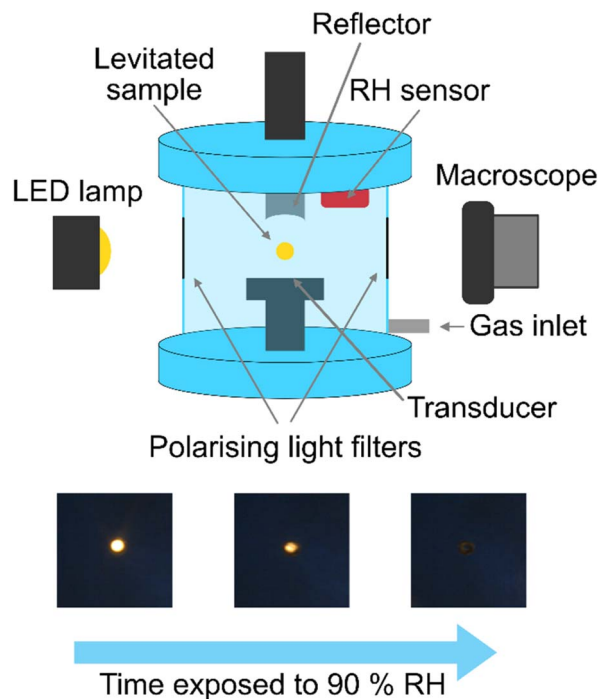 Reflector
Levitated
sample
RH sensor
LED lamp
Macroscope
Gas inlet
Transducer
Polarising light filters
Time exposed to 90 % RH